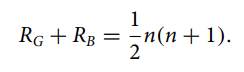 R_G + R_B = \frac{1}{2}n(n + 1).